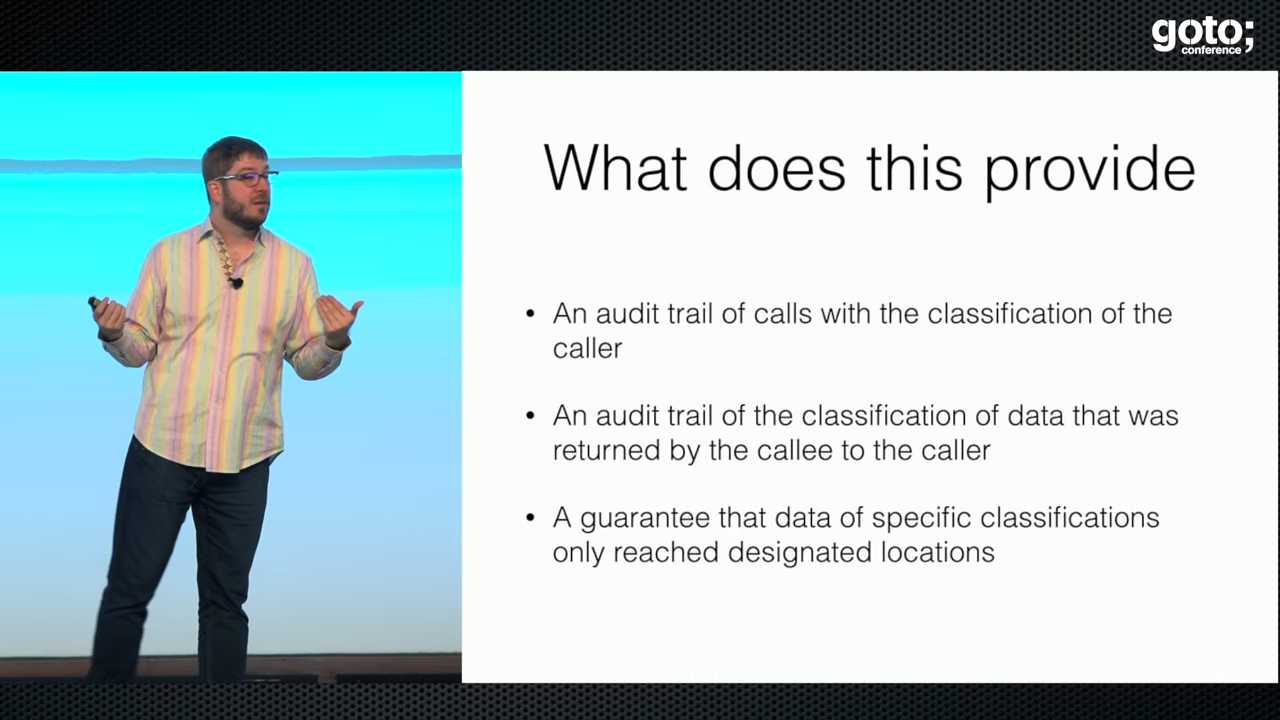 goto;
conference
What does this provide
• An audit trail of calls with the classification of the
caller
• An audit trail of the classification of data that was
returned by the callee to the caller
• A guarantee that data of specific classifications
only reached designated locations